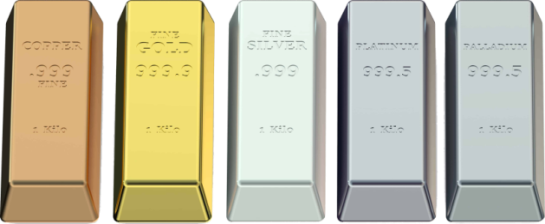 COPPER
.999
FINE
1 Kilo
FINE
GOLD
999.9
1 Kilo
FINE
SILVER
.999
1 Kilo
PLATINUM
999.5
1 Kilo
PALLADIUM
999.5
1 Kilo